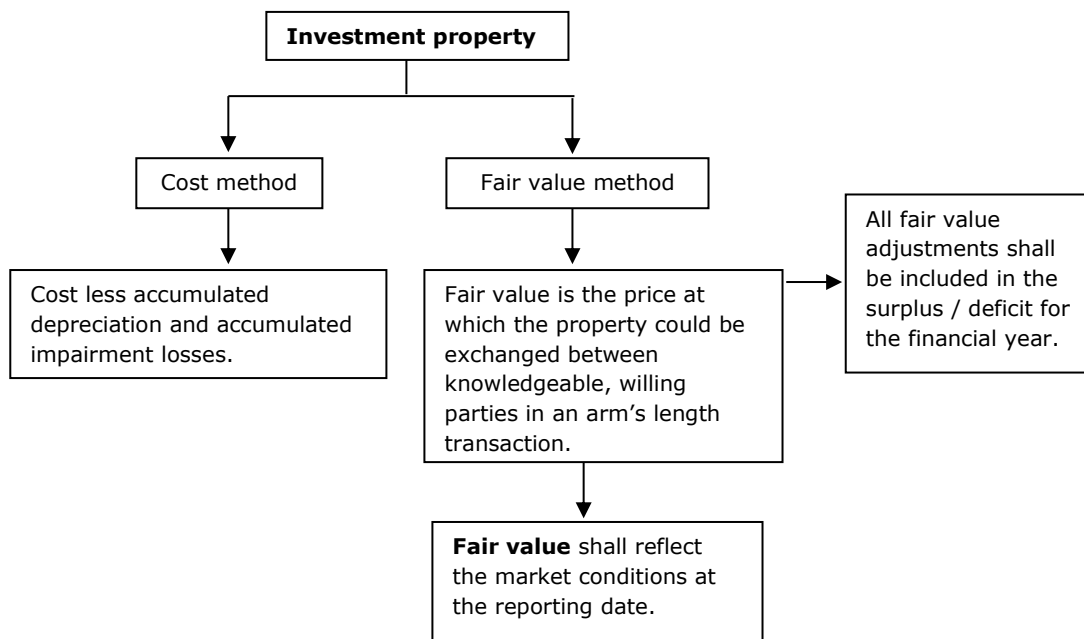 Investment property
Cost method
Fair value method
Cost less accumulated
depreciation and accumulated
impairment losses.
Fair value is the price at
which the property could be
exchanged between
knowledgeable, willing
parties in an arm’s length
transaction.
All fair value
adjustments shall
be included in the
surplus / deficit for
the financial year.
Fair value shall reflect
the market conditions at
the reporting date.